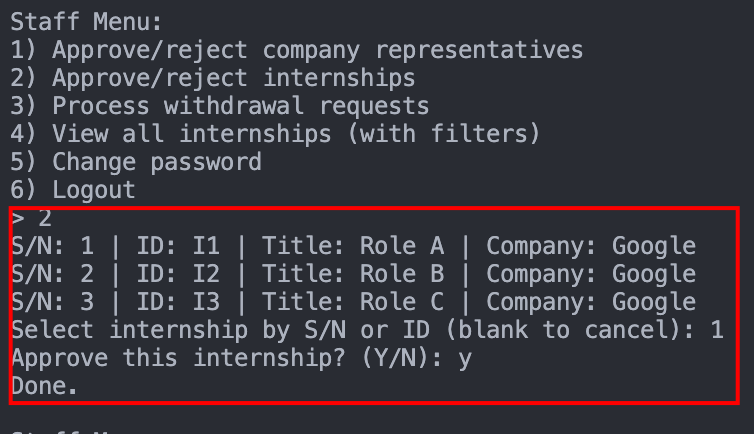 Staff Menu:
1) Approve/reject company representatives
2) Approve/reject internships
3) Process withdrawal requests
4) View all internships (with filters)
5) Change password
6) Logout
> 2
S/N: 1 | ID: I1 | Title: Role A | Company: Google
S/N: 2 | ID: I2 | Title: Role B | Company: Google
S/N: 3 | ID: I3 | Title: Role C | Company: Google
Select internship by S/N or ID (blank to cancel): 1
Approve this internship? (Y/N): y
Done.